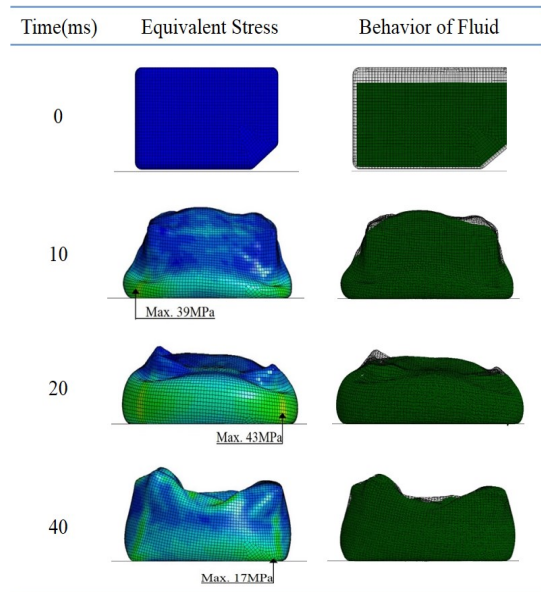 Time(ms) Equivalent Stress Behavior of Fluid
0
10
Max. 39MPa
20
Max. 43MPa
40
Max. 17MPa